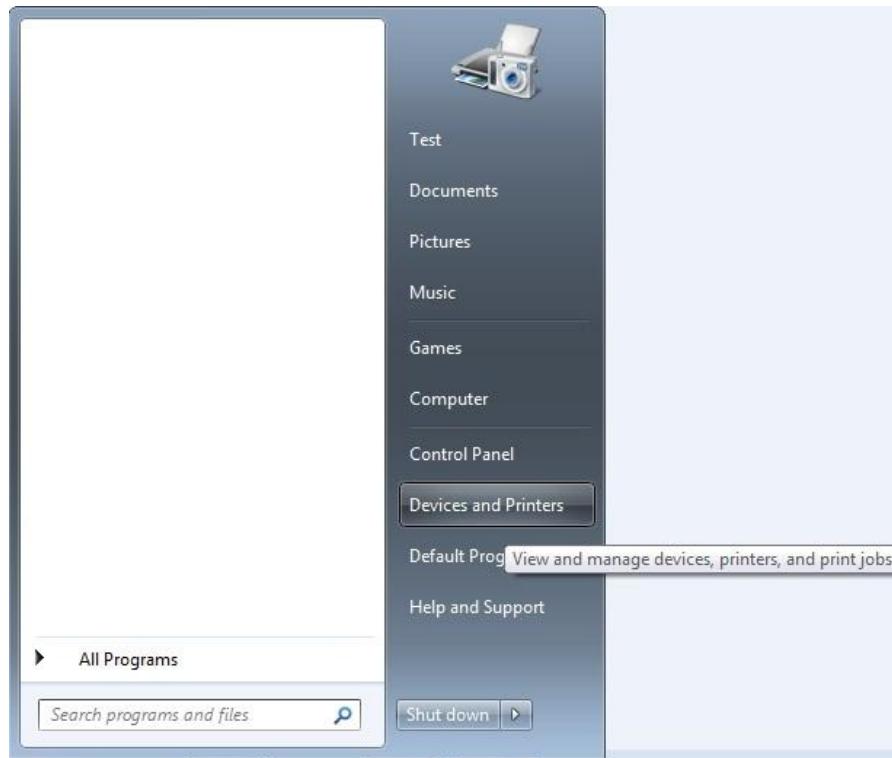 Test
Documents
Pictures
Music
Games
Computer
Control Panel
Devices and Printers
Default Prog
View and manage devices, printers, and print jobs
Help and Support
All Programs
Search programs and files
Shut down